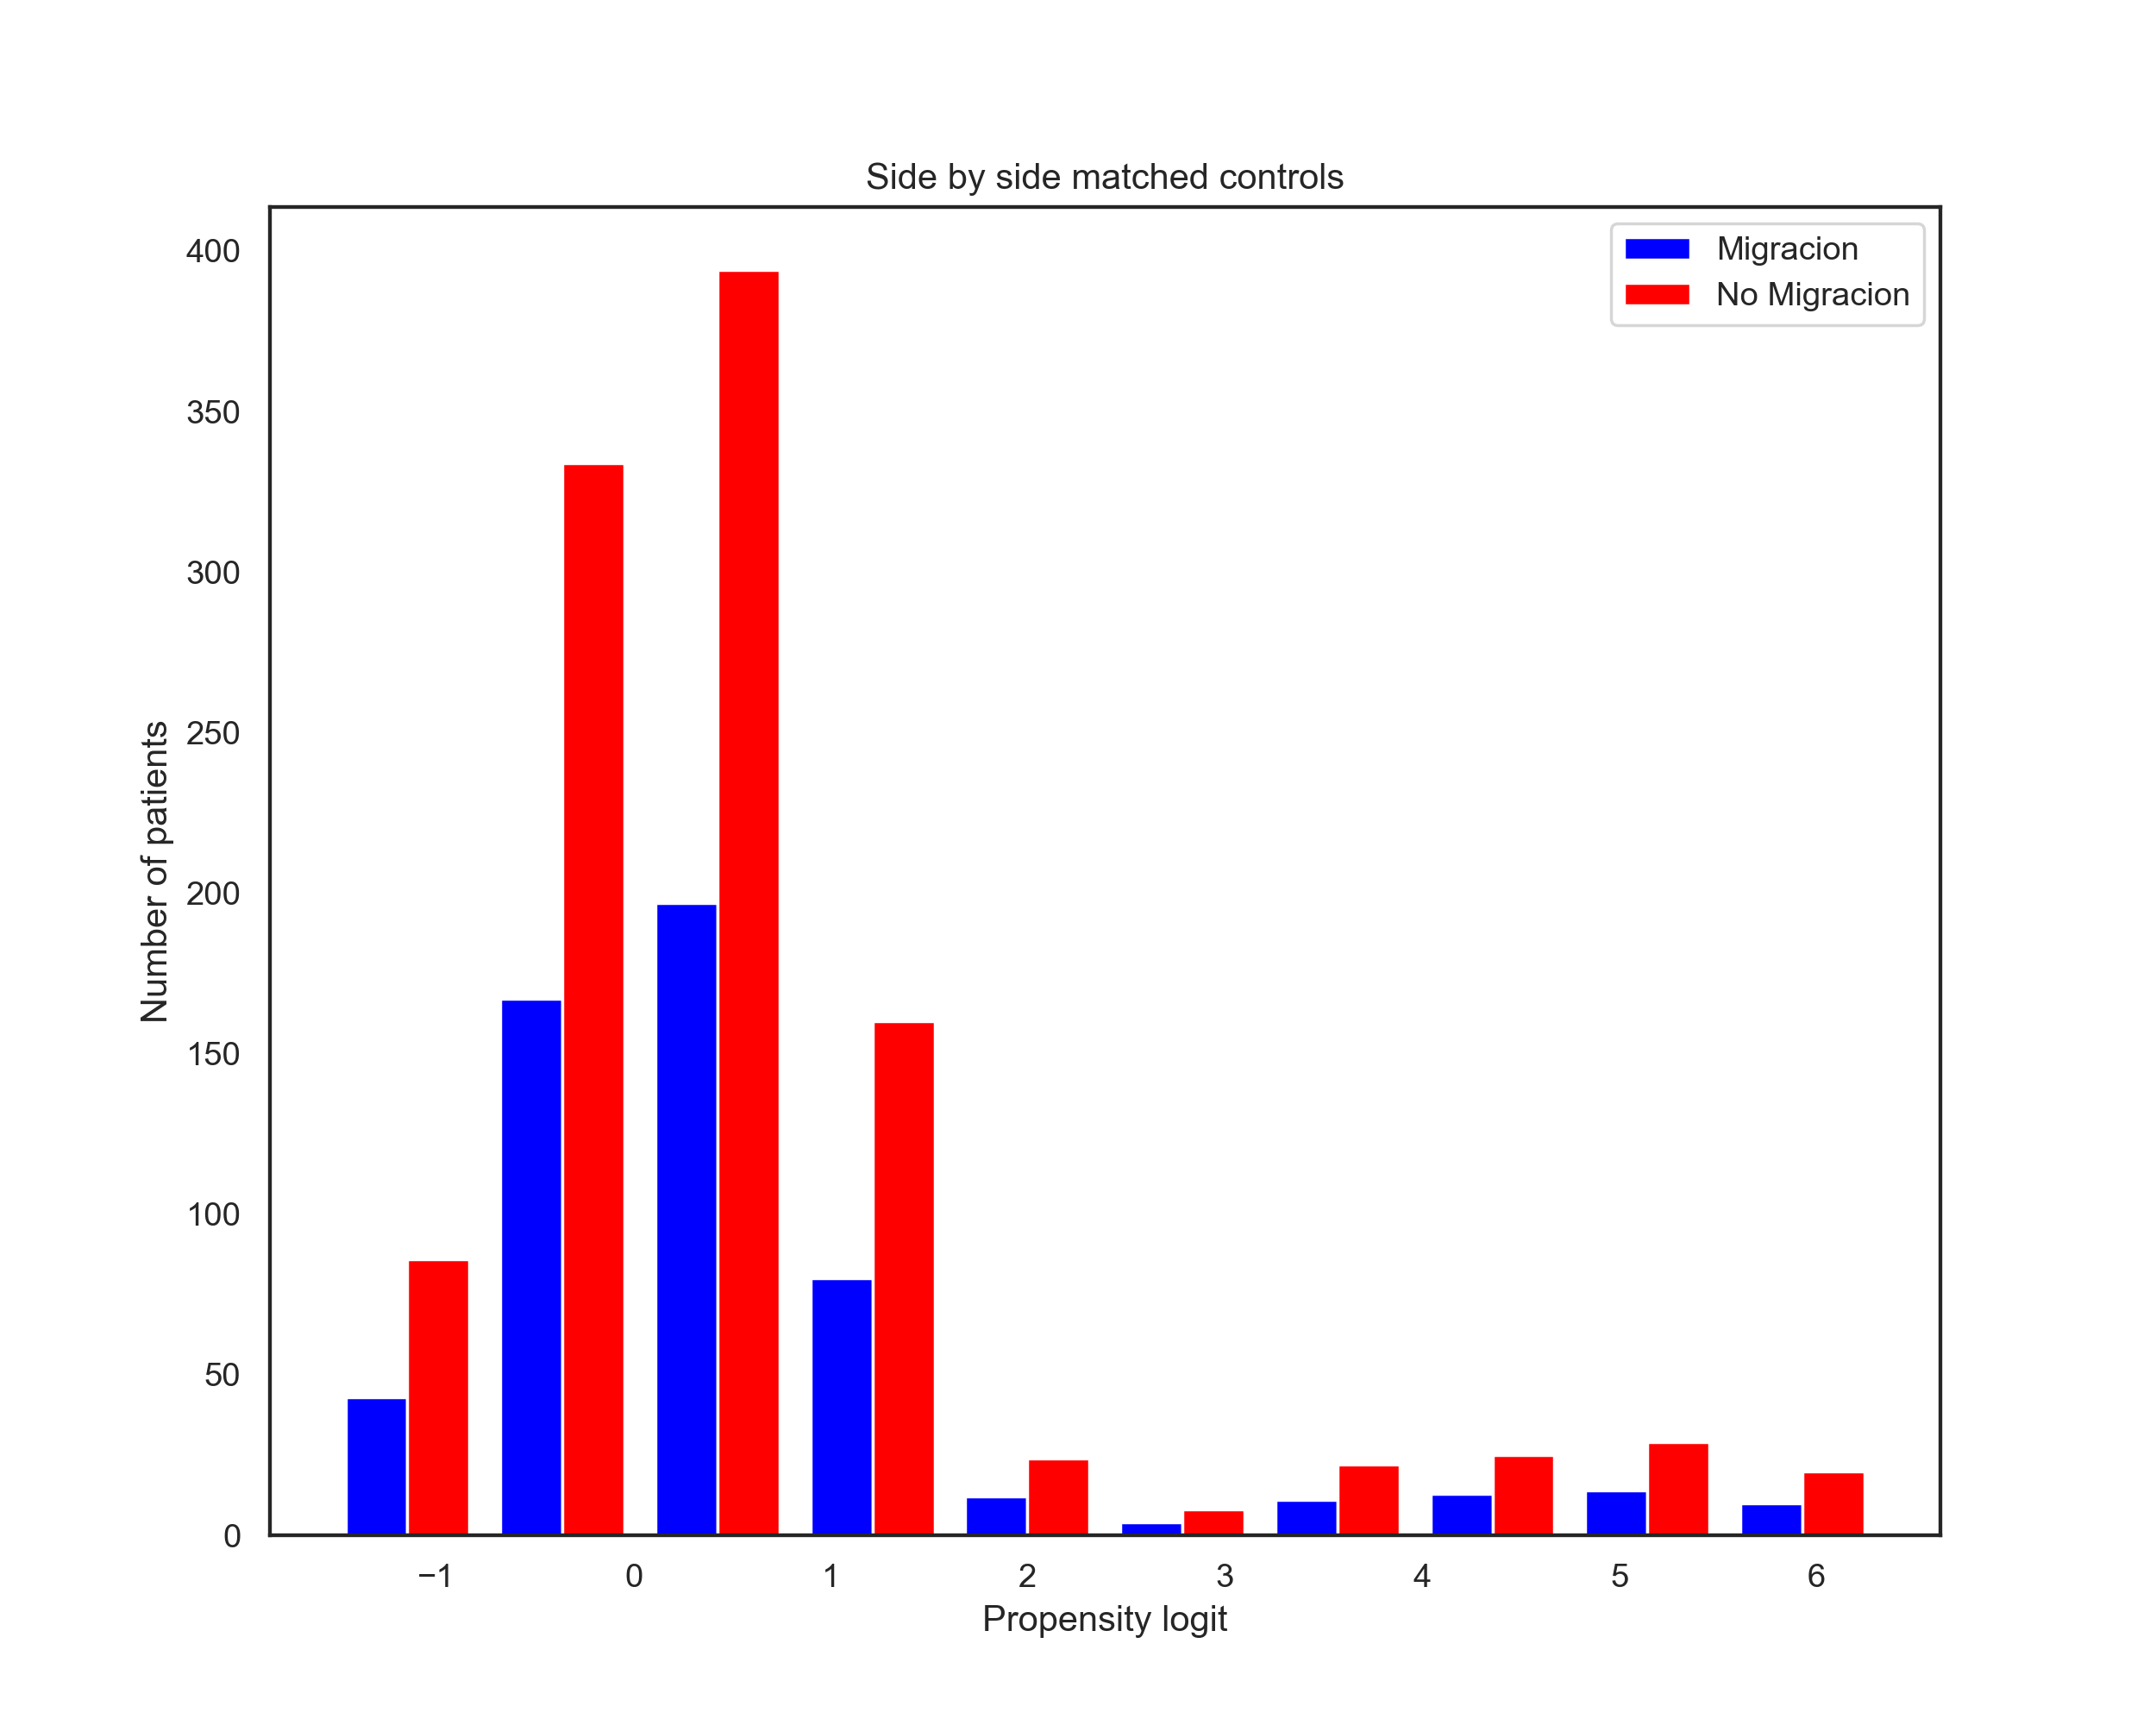 Side by side matched controls
Migracion
No Migracion
400
350
300
250
200
150
100
50
0
Number of patients
−1 0 1 2 3 4 5 6
Propensity logit